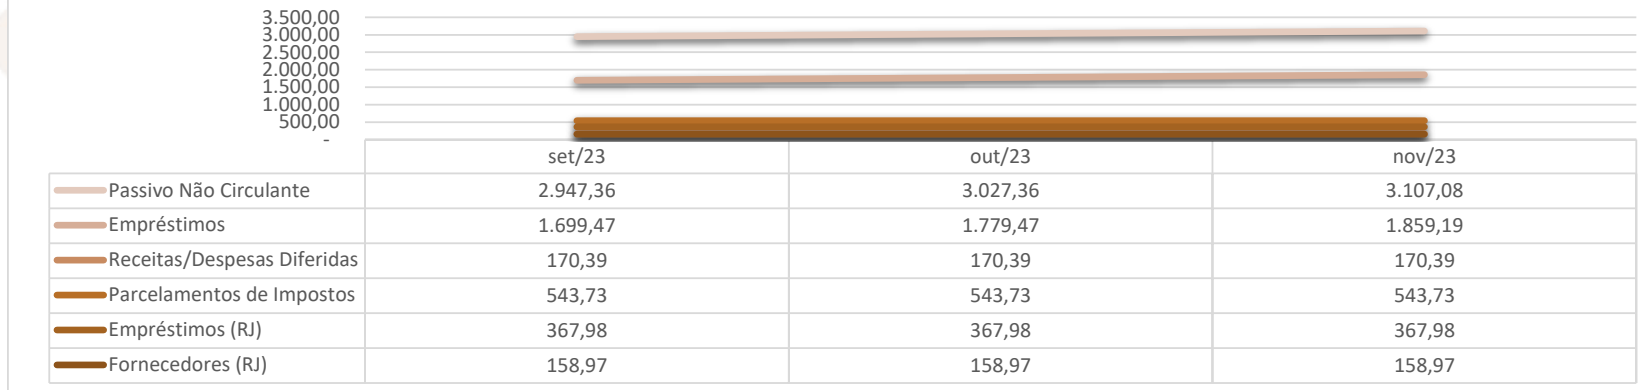 3.500,00
3.000,00
2.500,00
2.000,00
1.500,00
1.000,00
500,00
-
set/23 out/23 nov/23
Passivo Não Circulante 2.947,36 3.027,36 3.107,08
Empréstimos 1.699,47 1.779,47 1.859,19
Receitas/Despesas Diferidas 170,39 170,39 170,39
Parcelamentos de Impostos 543,73 543,73 543,73
Empréstimos (RJ) 367,98 367,98 367,98
Fornecedores (RJ) 158,97 158,97 158,97